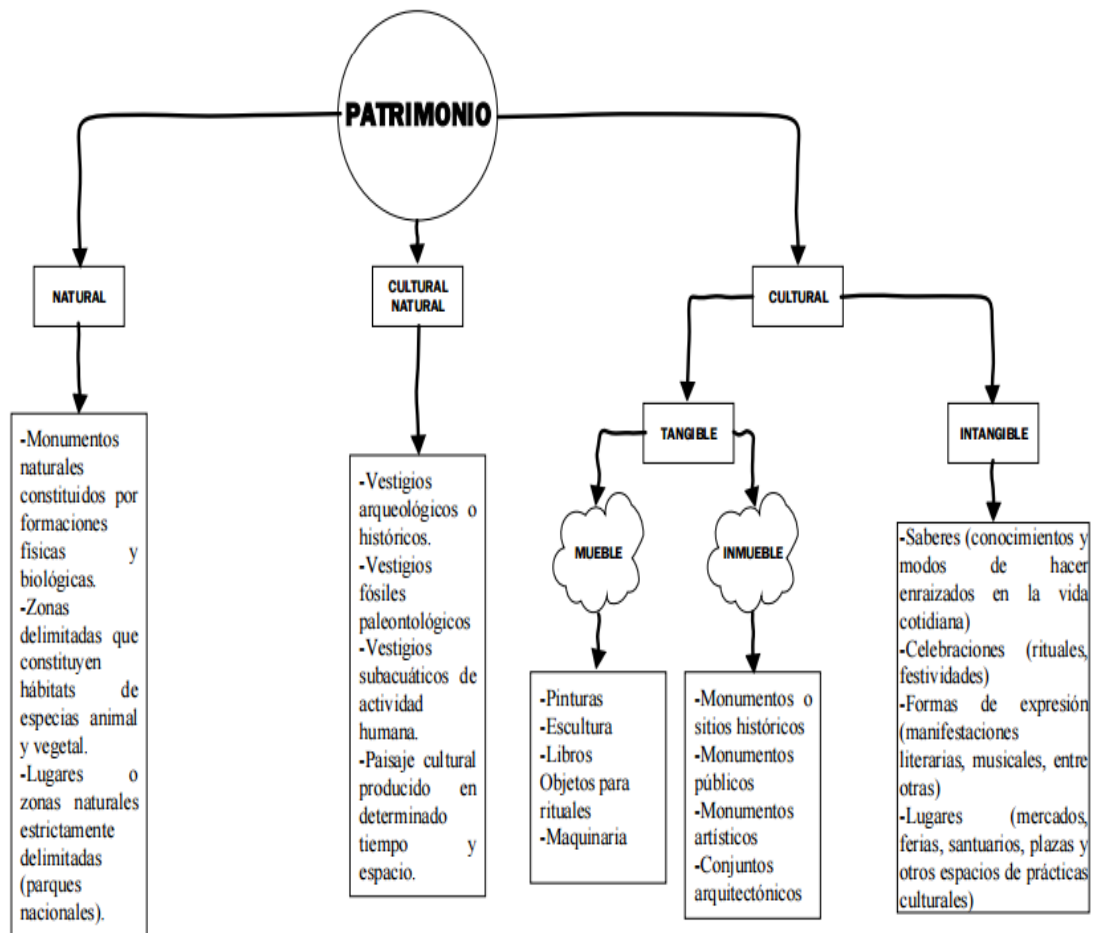 PATRIMONIO
NATURAL
CULTURAL
NATURAL
CULTURAL
TANGIBLE
INTANGIBLE
MUEBLE
INMUEBLE
-Monumentos
naturales
constituidos por
formaciones
físicas y
biológicas.
-Zonas
delimitadas que
constituyen
hábitats de
especias animal
y vegetal.
-Lugares o
zonas naturales
estrictamente
delimitadas
(parques
nacionales).
-Vestigios
arqueológicos o
históricos.
-Vestigios
fósiles
paleontológicos
-Vestigios
subacuáticos de
actividad
humana.
-Paisaje cultural
producido en
determinado
tiempo y
espacio.
-Pinturas
-Escultura
-Libros
Objetos para
rituales
-Maquinaria
-Monumentos o
sitios históricos
-Monumentos
públicos
-Monumentos
artísticos
-Conjuntos
arquitectónicos
-Saberes (conocimientos y
modos de hacer
enraizados en la vida
cotidiana)
-Celebraciones (rituales,
festividades)
-Formas de expresión
(manifestaciones
literarias, musicales, entre
otras)
-Lugares (mercados,
ferias, santuarios, plazas y
otros espacios de prácticas
culturales)